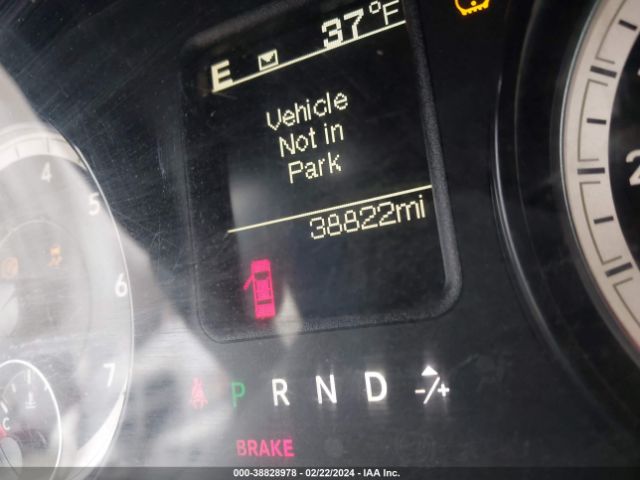 37°F
E
Vehicle
Not in
Park
38822mi
4
5
6
7
C
2
P R N D -/+
BRAKE
000-38828978 - 02/22/2024 - IAA Inc.